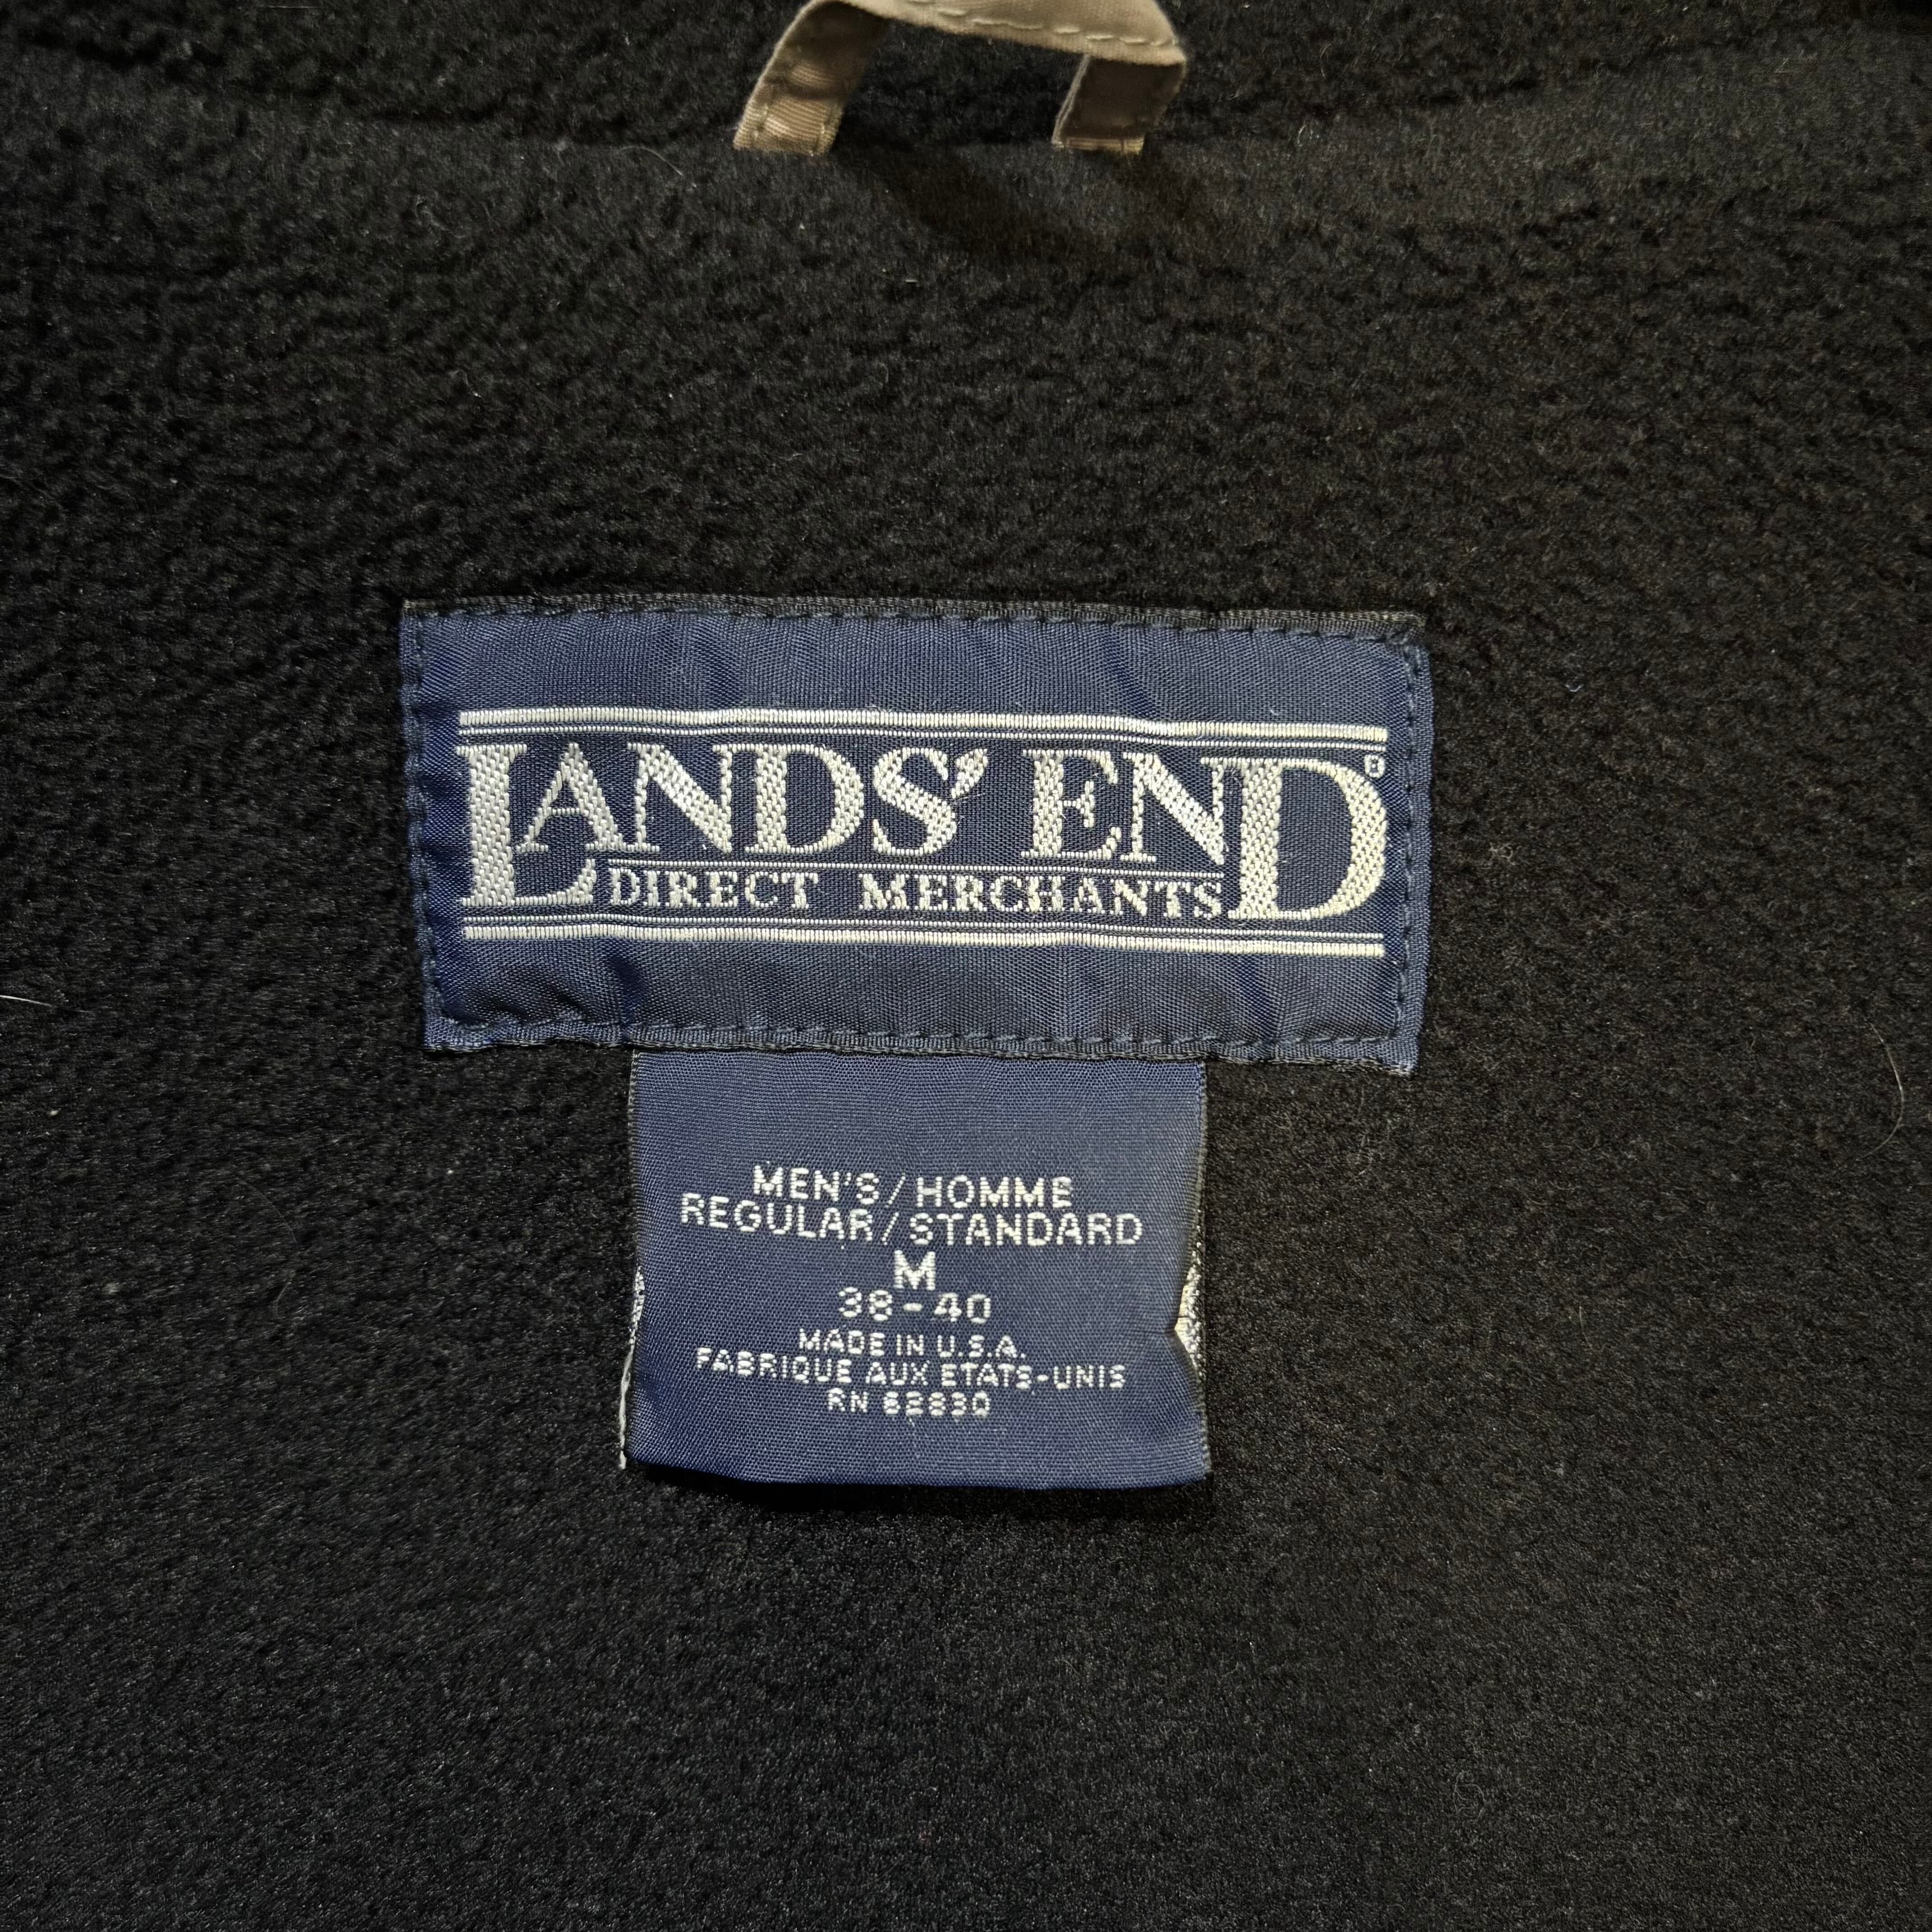 LANDS' END®
DIRECT MERCHANTS
MEN'S/HOMME
REGULAR/STANDARD
M
38-40
MADE IN U.S.A.
FABRIQUE AUX ETATS-UNIS
RN 62830